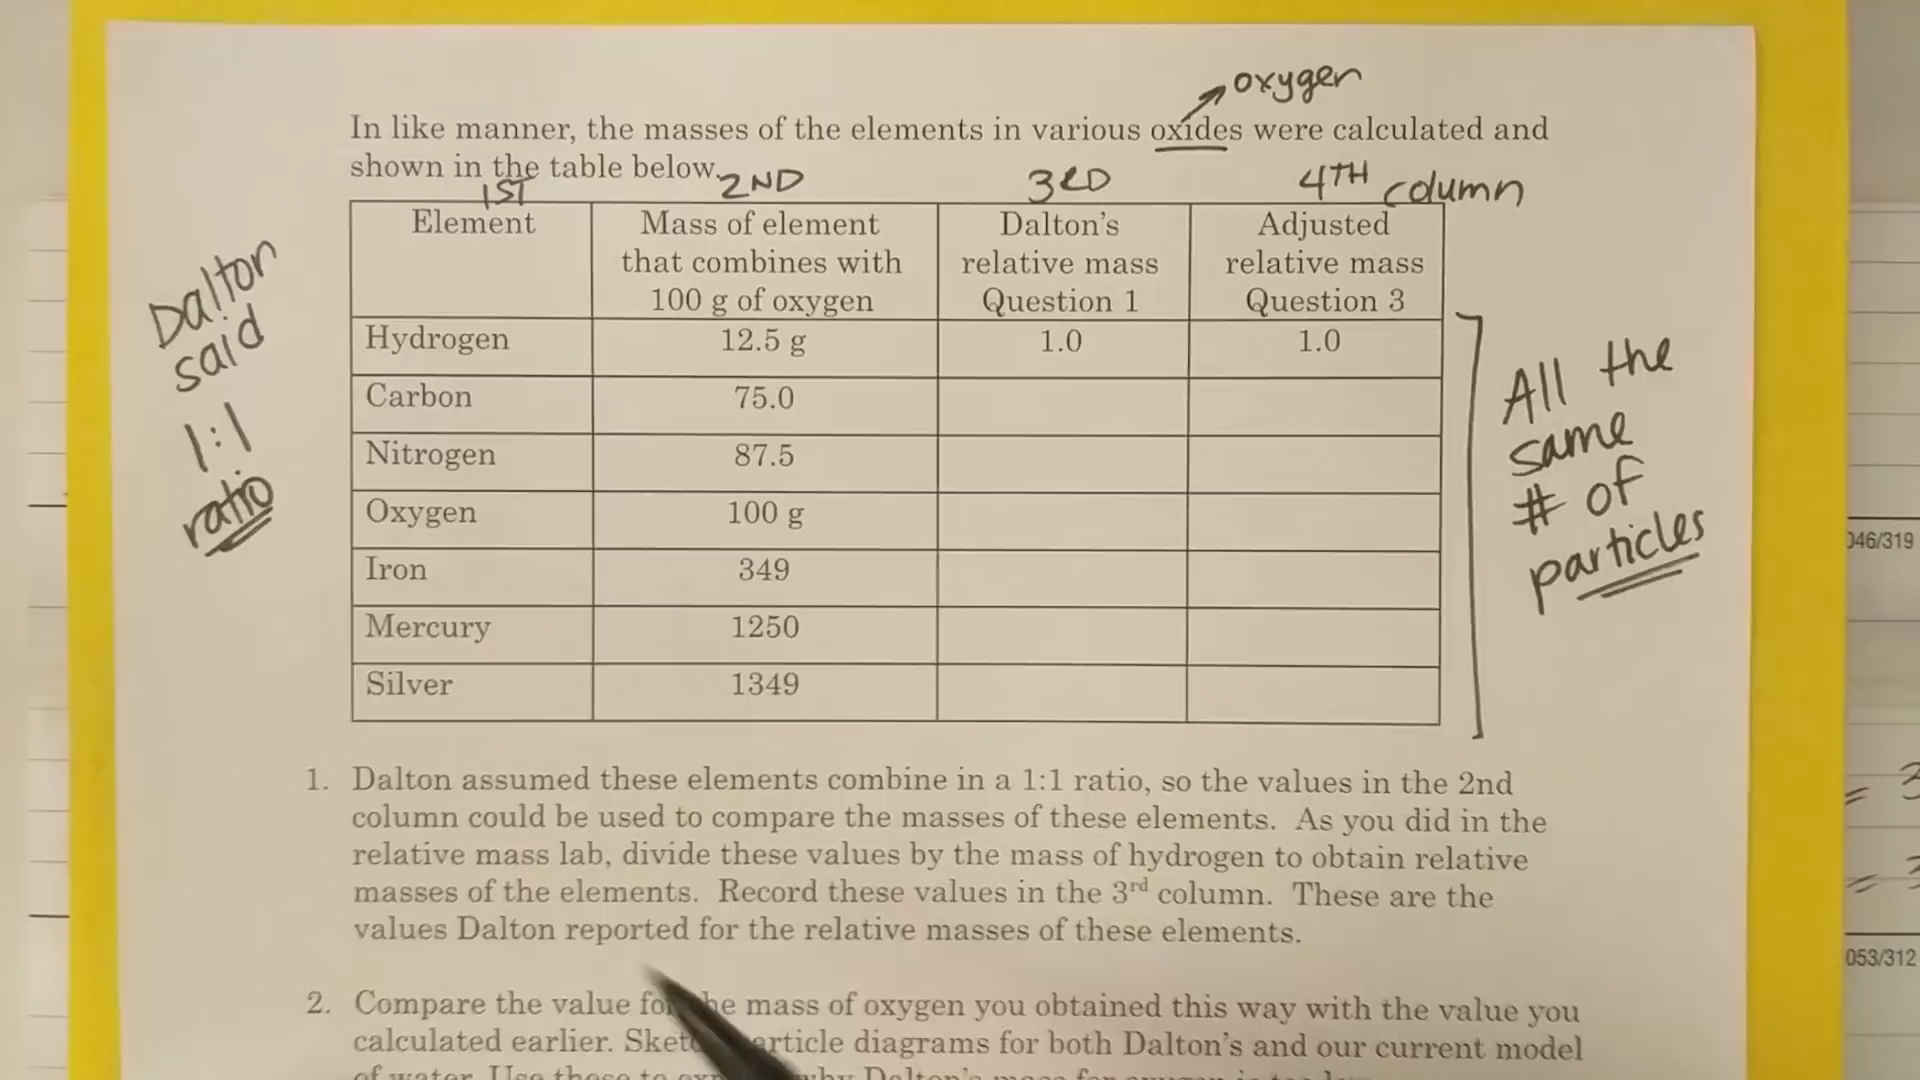 oxygen
In like manner, the masses of the elements in various oxides were calculated and
shown in the table below.
1ST 2ND 3RD 4TH column
Element Mass of element that combines with 100 g of oxygen Dalton's relative mass Question 1 Adjusted relative mass Question 3
Hydrogen 12.5 g 1.0 1.0
Carbon 75.0
Nitrogen 87.5
Oxygen 100 g
Iron 349
Mercury 1250
Silver 1349
Dalton
said
1:1
ratio
All the
same
# of
particles
046/319
053/312
1. Dalton assumed these elements combine in a 1:1 ratio, so the values in the 2nd
column could be used to compare the masses of these elements. As you did in the
relative mass lab, divide these values by the mass of hydrogen to obtain relative
masses of the elements. Record these values in the 3rd column. These are the
values Dalton reported for the relative masses of these elements.
2. Compare the value for the mass of oxygen you obtained this way with the value you
calculated earlier. Sketch particle diagrams for both Dalton's and our current model
of water. Use these to